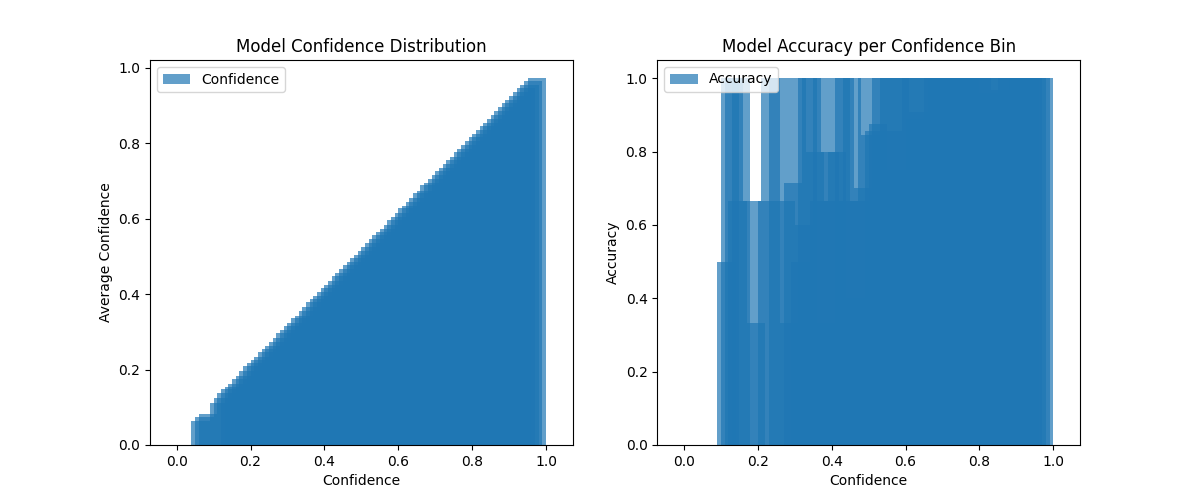 Model Confidence Distribution
Confidence
1.0
0.8
0.6
0.4
0.2
0.0
Average Confidence
0.0 0.2 0.4 0.6 0.8 1.0
Confidence
Model Accuracy per Confidence Bin
Accuracy
1.0
0.8
0.6
0.4
0.2
0.0
Accuracy
0.0 0.2 0.4 0.6 0.8 1.0
Confidence